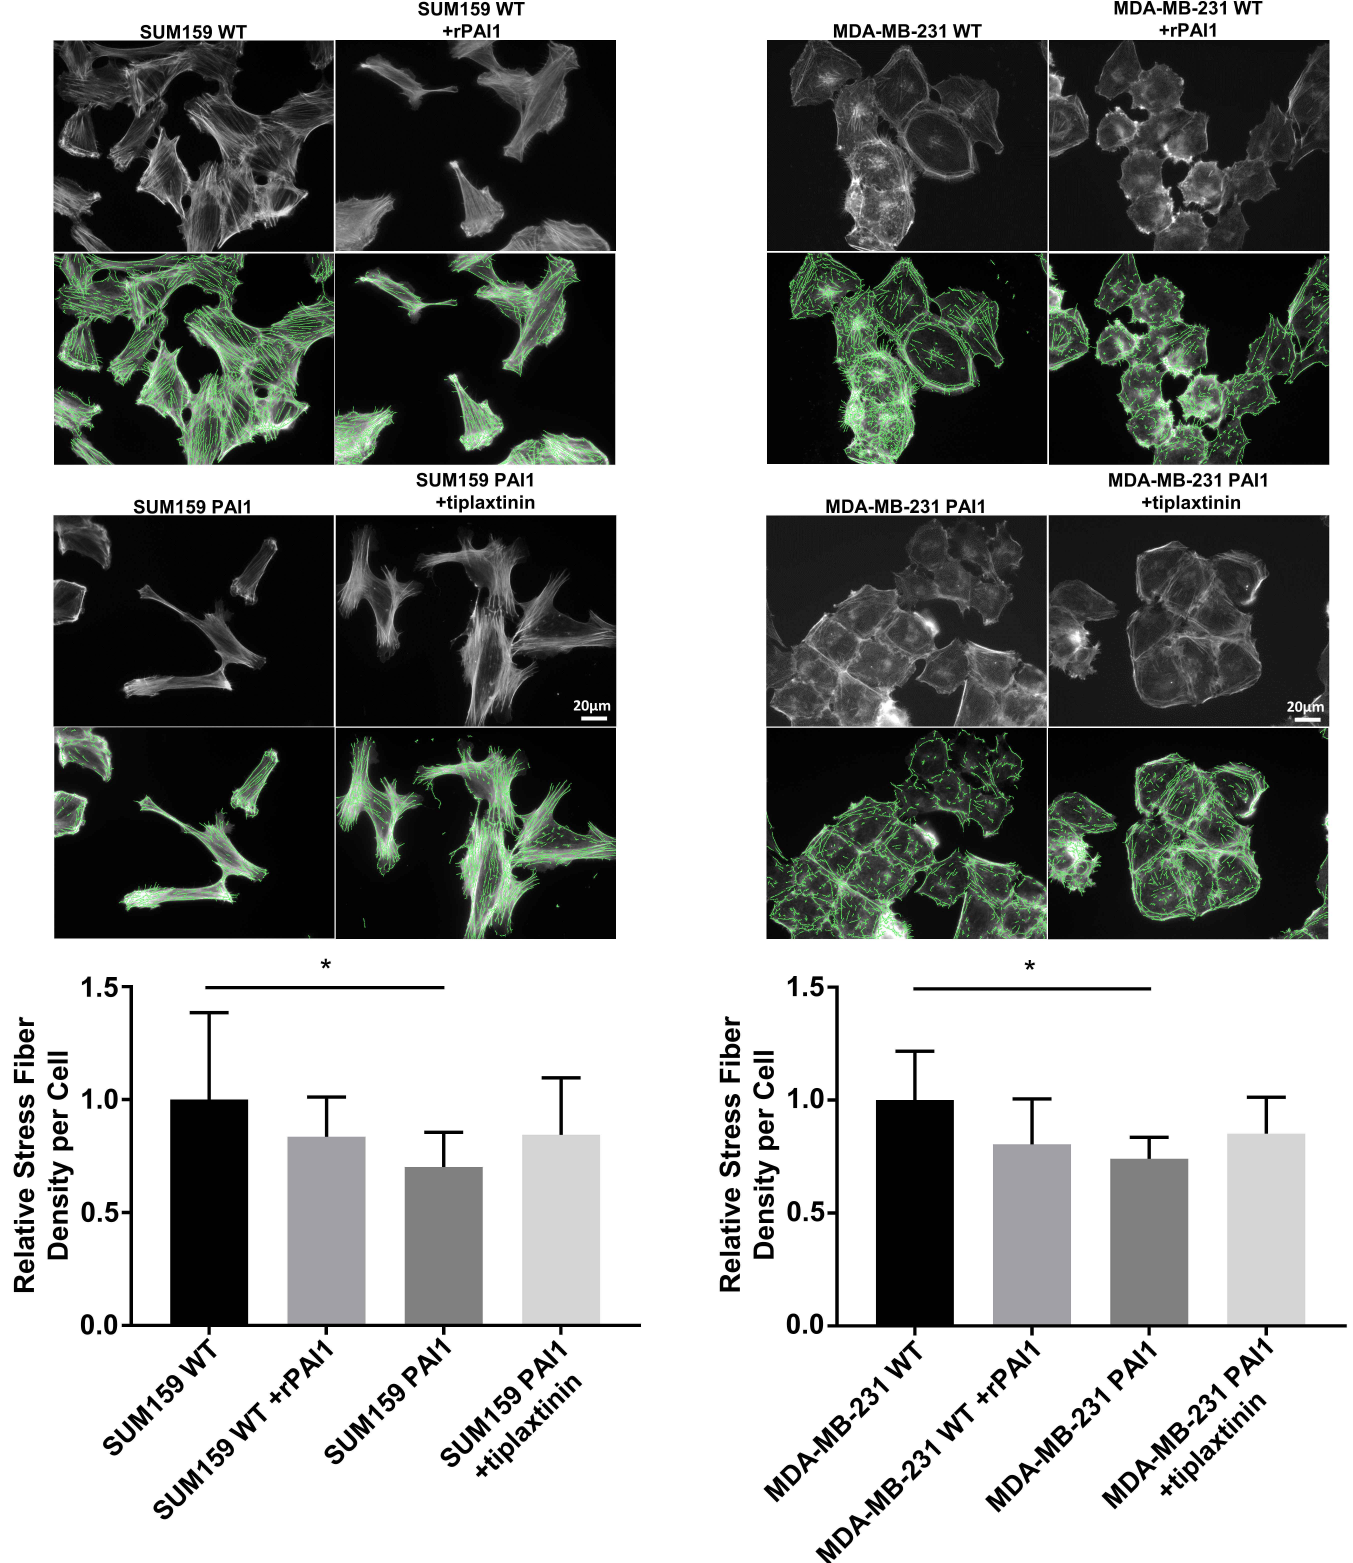 SUM159 WT
SUM159 WT
+rPAI1
MDA-MB-231 WT
MDA-MB-231 WT
+rPAI1
SUM159 PAI1
SUM159 PAI1
+tiplaxtinin
MDA-MB-231 PAI1
MDA-MB-231 PAI1
+tiplaxtinin
20μm
20μm
Relative Stress Fiber
Density per Cell
1.5
1.0
0.5
0.0
*
SUM159 WT
SUM159 WT +rPAI1
SUM159 PAI1
SUM159 PAI1
+tiplaxtinin
Relative Stress Fiber
Density per Cell
1.5
1.0
0.5
0.0
*
MDA-MB-231 WT
MDA-MB-231 WT +rPAI1
MDA-MB-231 PAI1
MDA-MB-231 PAI1
+tiplaxtinin